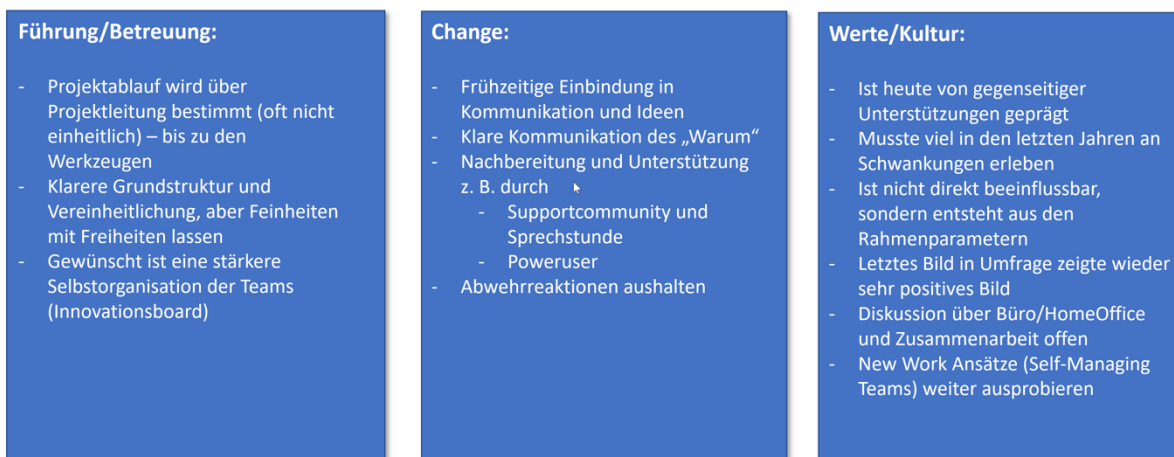 Führung/Betreuung:
- Projektablauf wird über
Projektleitung bestimmt (oft nicht
einheitlich) – bis zu den
Werkzeugen
- Klarere Grundstruktur und
Vereinheitlichung, aber Feinheiten
mit Freiheiten lassen
- Gewünscht ist eine stärkere
Selbstorganisation der Teams
(Innovationsboard)
Change:
- Frühzeitige Einbindung in
Kommunikation und Ideen
- Klare Kommunikation des „Warum“
- Nachbereitung und Unterstützung
z. B. durch
- Supportcommunity und
Sprechstunde
- Poweruser
- Abwehrreaktionen aushalten
Werte/Kultur:
- Ist heute von gegenseitiger
Unterstützungen geprägt
- Musste viel in den letzten Jahren an
Schwankungen erleben
- Ist nicht direkt beeinflussbar,
sondern entsteht aus den
Rahmenparametern
- Letztes Bild in Umfrage zeigte wieder
sehr positives Bild
- Diskussion über Büro/HomeOffice
und Zusammenarbeit offen
- New Work Ansätze (Self-Managing
Teams) weiter ausprobieren